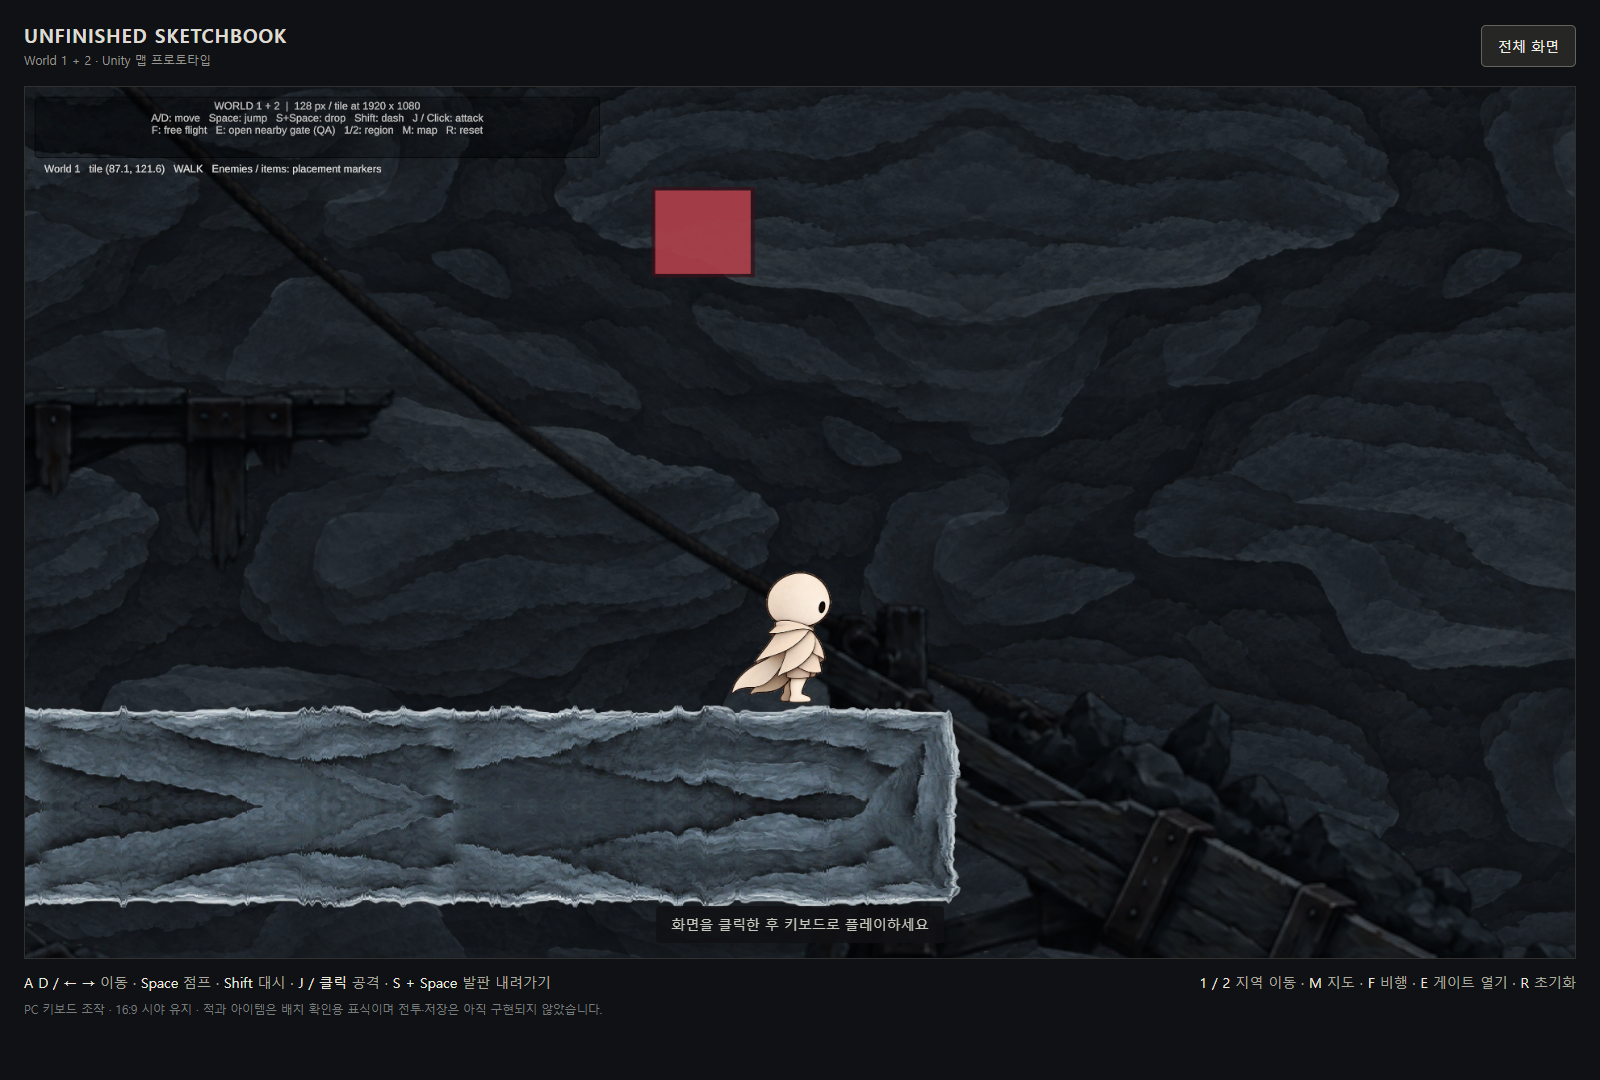 UNFINISHED SKETCHBOOK
World 1 + 2 · Unity 맵 프로토타입
전체 화면
WORLD 1 + 2 | 128 px / tile at 1920 x 1080
A/D: move Space: jump S+Space: drop Shift: dash J / Click: attack
F: free flight E: open nearby gate (QA) 1/2: region M: map R: reset
World 1 tile (87.1, 121.6) WALK Enemies / items: placement markers
화면을 클릭한 후 키보드로 플레이하세요
A D / ← → 이동 · Space 점프 · Shift 대시 · J / 클릭 공격 · S + Space 발판 내려가기
1 / 2 지역 이동 · M 지도 · F 비행 · E 게이트 열기 · R 초기화
PC 키보드 조작 · 16:9 시야 유지 · 적과 아이템은 배치 확인용 표식이며 전투·저장은 아직 구현되지 않았습니다.